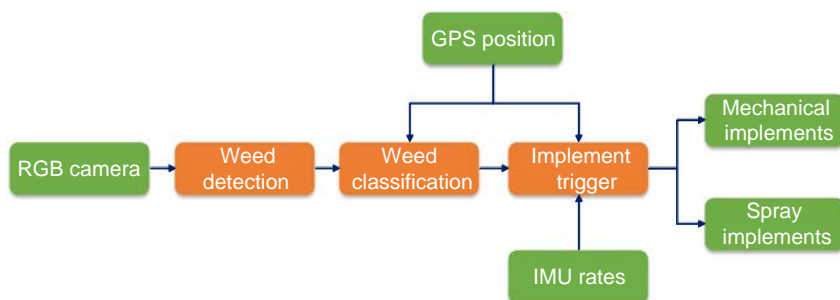 GPS position
RGB camera
Weed
detection
Weed
classification
Implement
trigger
Mechanical
implements
Spray
implements
IMU rates